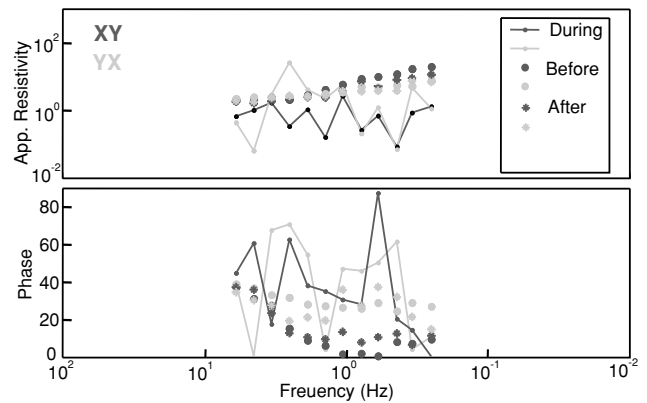 App. Resistivity
10^2
10^0
10^-2
XY
YX
During
Before
After
Phase
80
60
40
20
0
10^2
10^1
10^0
10^-1
10^-2
Freuency (Hz)